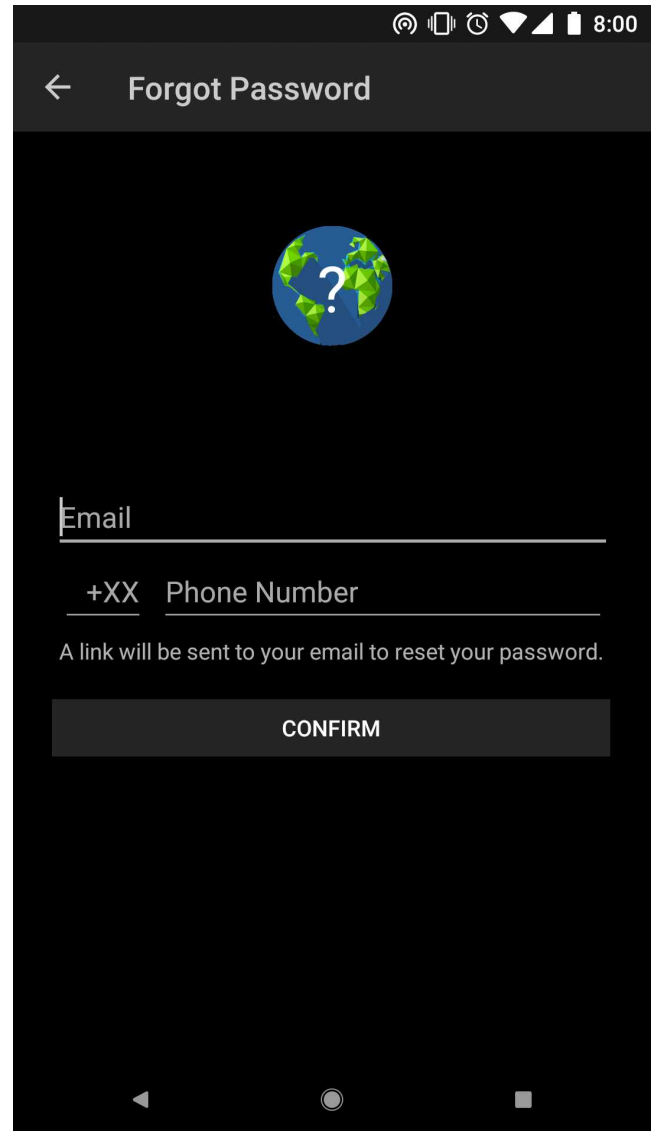 8:00
Forgot Password
?
Email
+XX Phone Number
A link will be sent to your email to reset your password.
CONFIRM